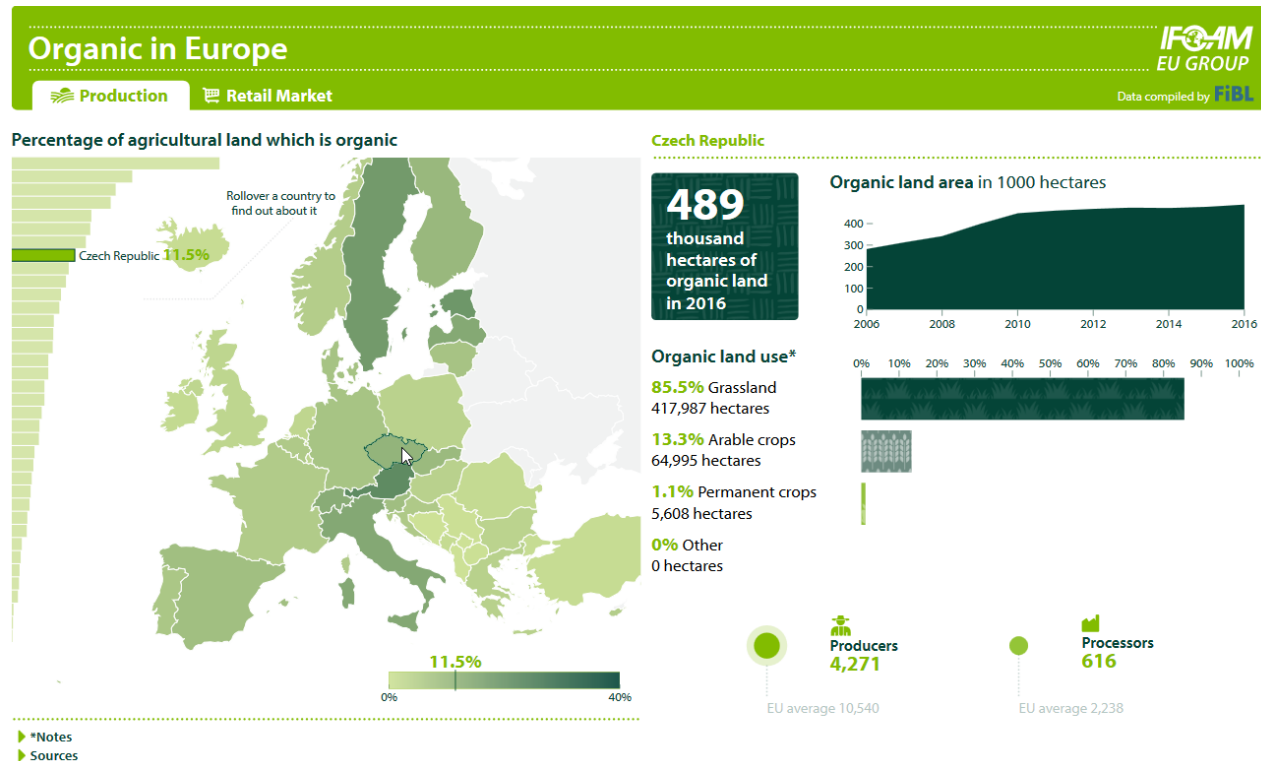 Organic in Europe
IFOAM
EU GROUP
Production
Retail Market
Data compiled by FiBL
Percentage of agricultural land which is organic
Rollover a country to
find out about it
Czech Republic 11.5%
11.5%
0%
40%
*Notes
Sources
Czech Republic
489
thousand
hectares of
organic land
in 2016
Organic land area in 1000 hectares
400
300
200
100
0
2006 2008 2010 2012 2014 2016
Organic land use*
0% 10% 20% 30% 40% 50% 60% 70% 80% 90% 100%
85.5% Grassland
417,987 hectares
13.3% Arable crops
64,995 hectares
1.1% Permanent crops
5,608 hectares
0% Other
0 hectares
Producers
4,271
EU average 10,540
Processors
616
EU average 2,238